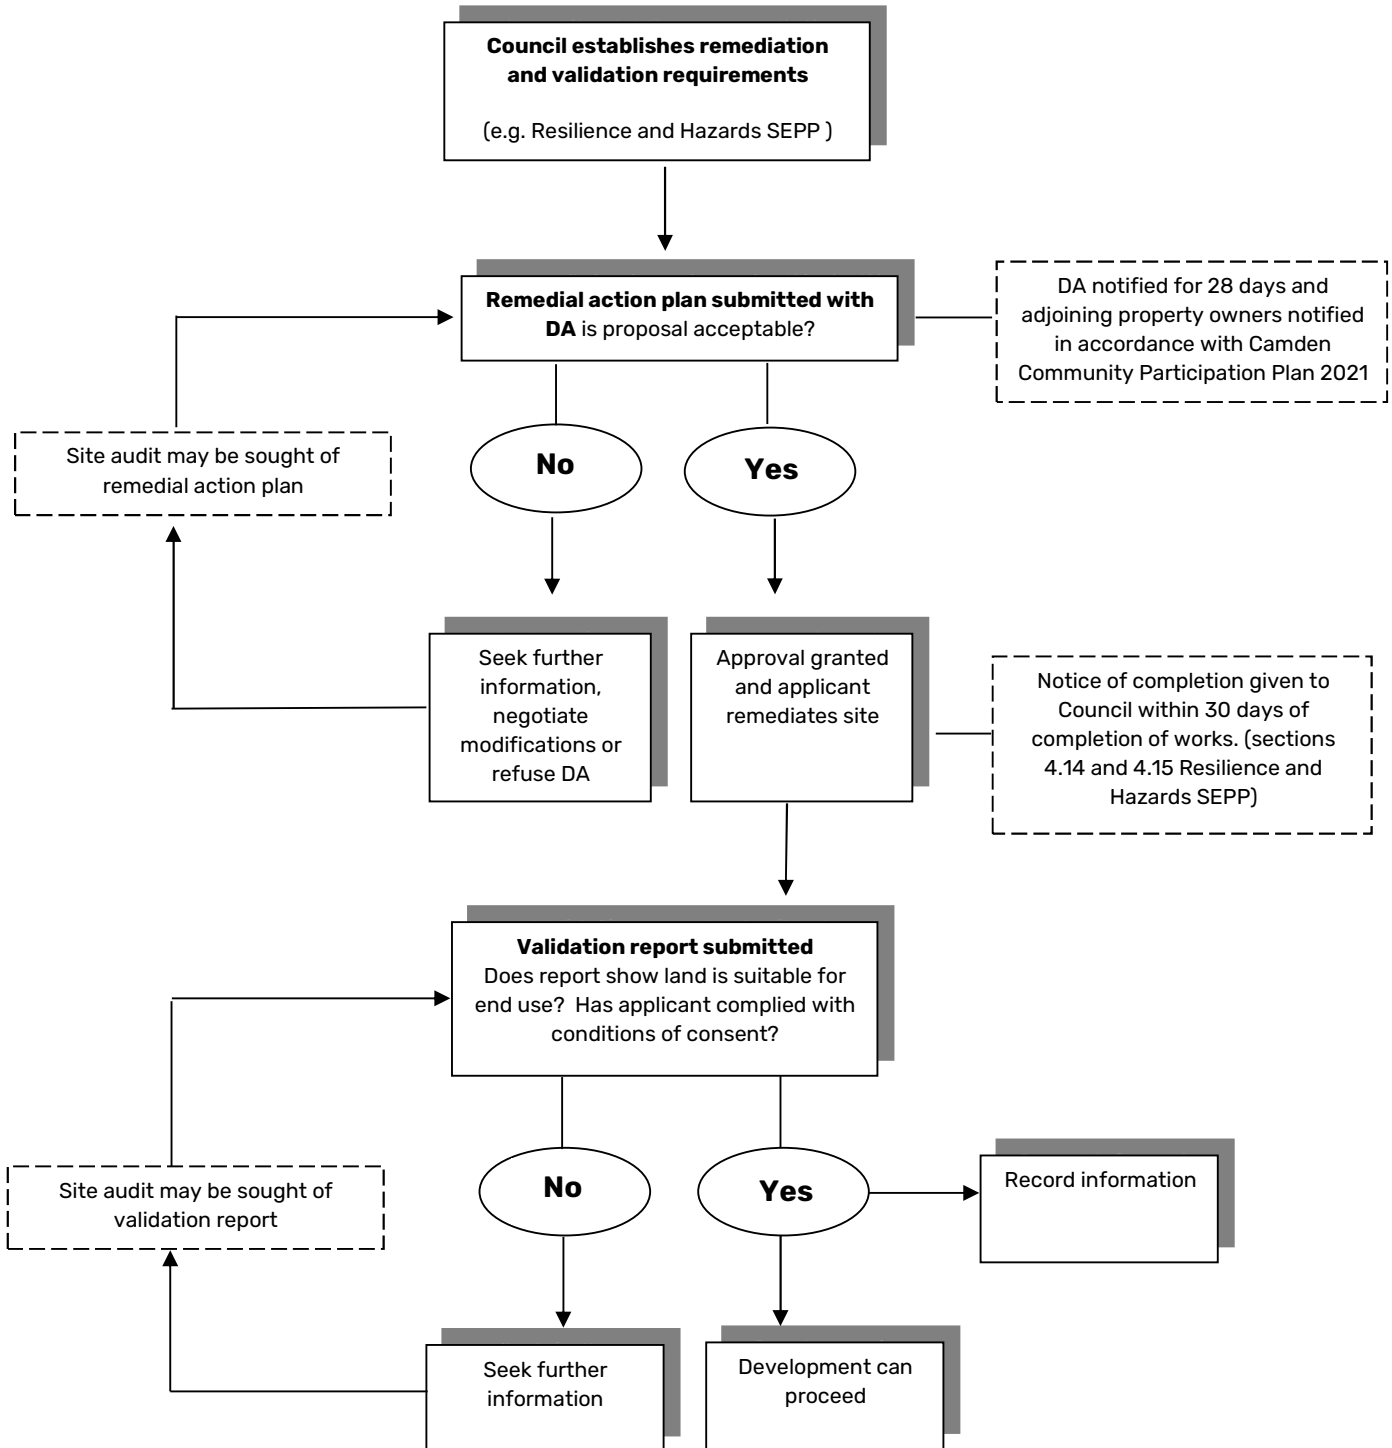 Council establishes remediation
and validation requirements
(e.g. Resilience and Hazards SEPP )
Remedial action plan submitted with
DA is proposal acceptable?
DA notified for 28 days and
adjoining property owners notified
in accordance with Camden
Community Participation Plan 2021
Site audit may be sought of
remedial action plan
No
Yes
Seek further
information,
negotiate
modifications or
refuse DA
Approval granted
and applicant
remediates site
Notice of completion given to
Council within 30 days of
completion of works. (sections
4.14 and 4.15 Resilience and
Hazards SEPP)
Validation report submitted
Does report show land is suitable for
end use?  Has applicant complied with
conditions of consent?
Site audit may be sought of
validation report
No
Yes
Record information
Seek further
information
Development can
proceed